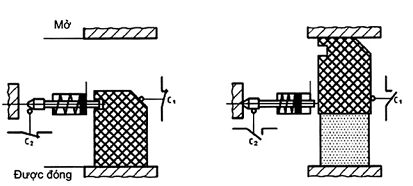 Mở
C₁
C₂
Được đóng
C₁
C₂